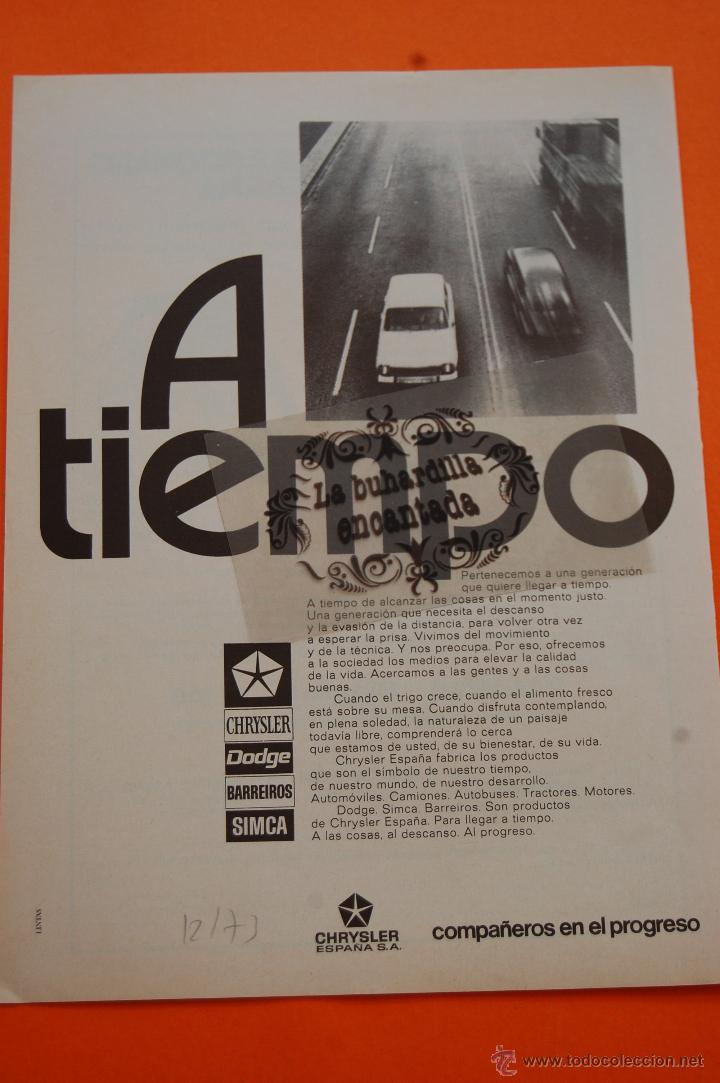 A
tiempo
La buhardilla
encantada
Pertenecemos a una generación
que quiere llegar a tiempo.
A tiempo de alcanzar las cosas en el momento justo.
Una generación que necesita el descanso
y la evasión de la distancia, para volver otra vez
a esperar la prisa. Vivimos del movimiento
y de la técnica. Y nos preocupa. Por eso, ofrecemos
a la sociedad los medios para elevar la calidad
de la vida. Acercamos a las gentes y a las cosas
buenas.
Cuando el trigo crece, cuando el alimento fresco
está sobre su mesa. Cuando disfruta contemplando,
en plena soledad, la naturaleza de un paisaje
todavía libre, comprenderá lo cerca
que estamos de usted, de su bienestar, de su vida.
Chrysler España fabrica los productos
que son el símbolo de nuestro tiempo,
de nuestro mundo, de nuestro desarrollo.
Automóviles. Camiones. Autobuses. Tractores. Motores.
Dodge. Simca. Barreiros. Son productos
de Chrysler España. Para llegar a tiempo.
A las cosas, al descanso. Al progreso.
CHRYSLER
Dodge
BARREIROS
SIMCA
LINTAS
12/73
CHRYSLER
ESPAÑA S.A.
compañeros en el progreso
www.todocoleccion.net